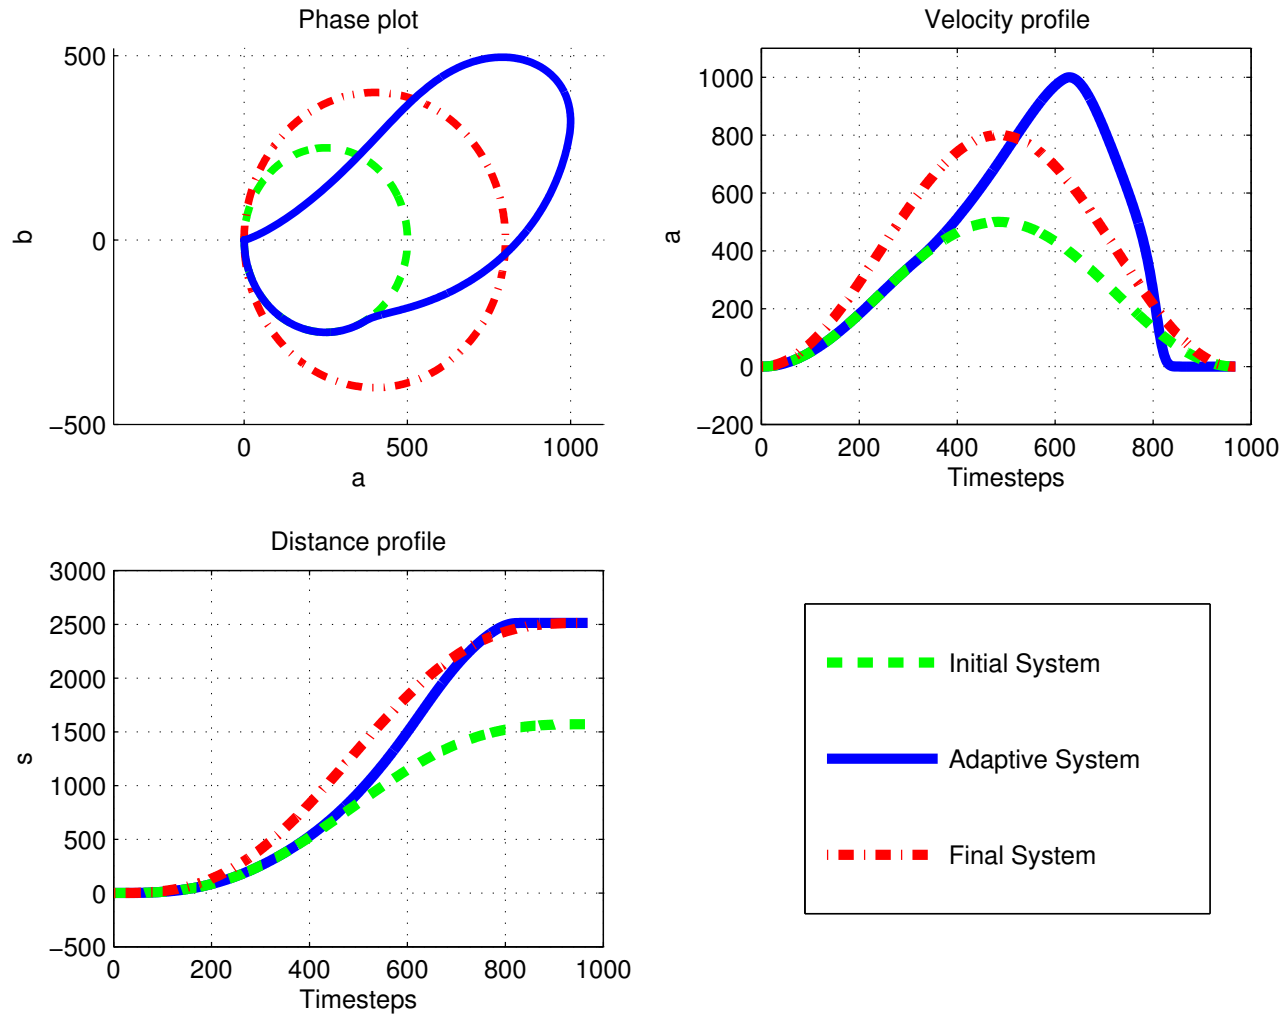 Phase plot
500
0
−500
b
0
500
1000
a
Velocity profile
1000
800
600
400
200
0
−200
a
0
200
400
600
800
1000
Timesteps
Distance profile
3000
2500
2000
1500
1000
500
0
−500
s
0
200
400
600
800
1000
Timesteps
Initial System
Adaptive System
Final System